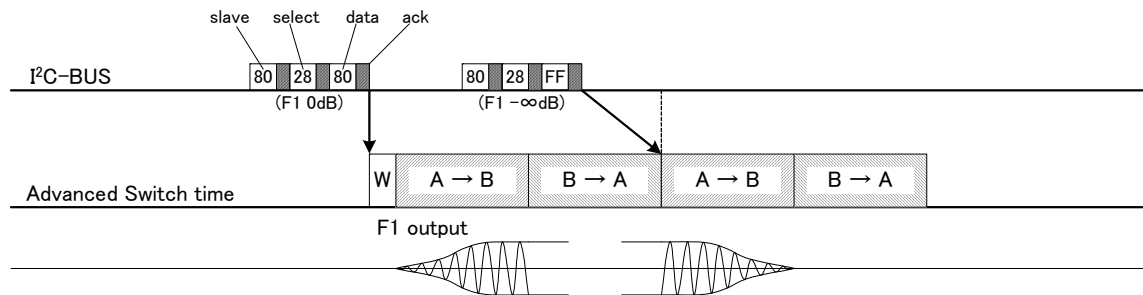 slave select data ack
I²C-BUS 80 28 80 80 28 FF
(F1 0dB) (F1 -∞dB)
Advanced Switch time W A → B B → A A → B B → A
F1 output